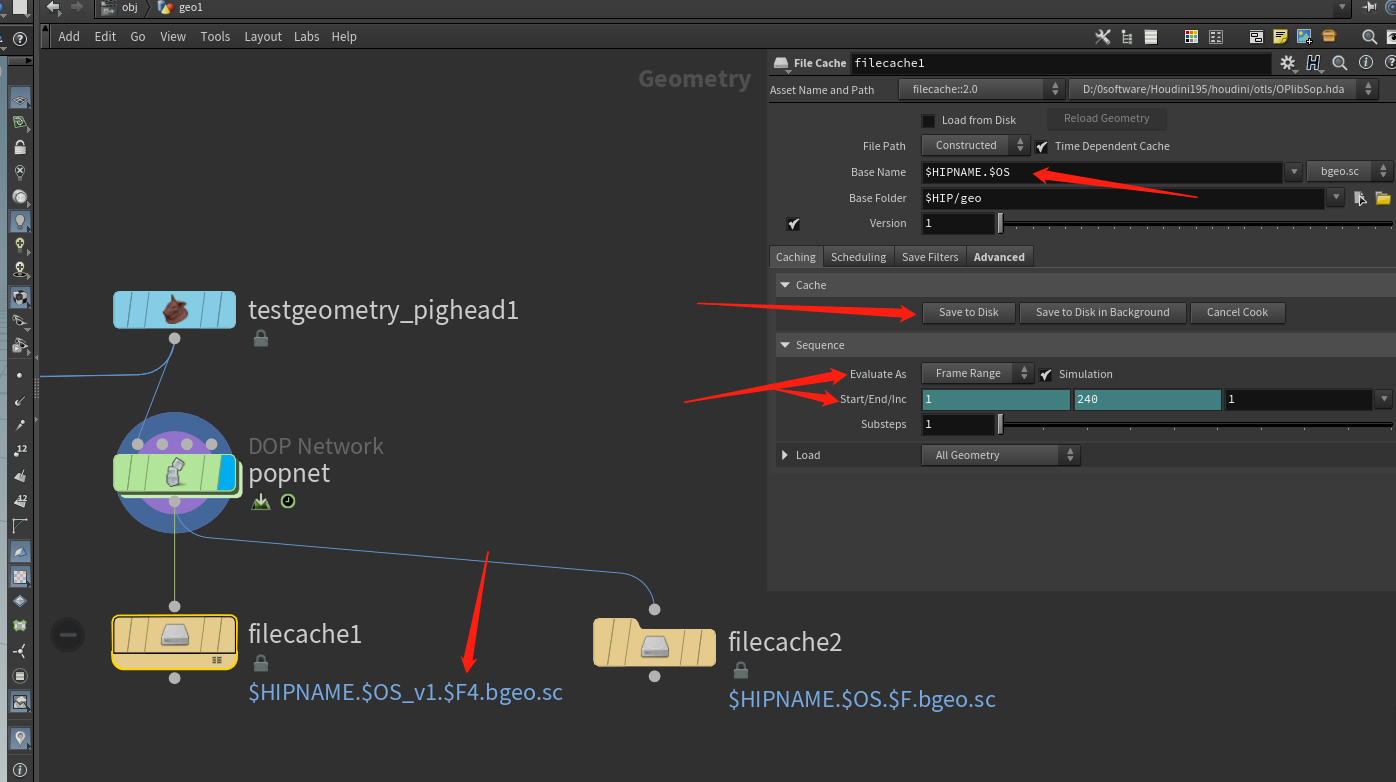 obj geo1
Add Edit Go View Tools Layout Labs Help
Geometry
File Cache filecache1
Asset Name and Path filecache::2.0 D:/0software/Houdini195/houdini/otls/OPlibSop.hda
Load from Disk Reload Geometry
File Path Constructed Time Dependent Cache
Base Name $HIPNAME.$OS bgeo.sc
Base Folder $HIP/geo
Version 1
Caching Scheduling Save Filters Advanced
Cache
Save to Disk Save to Disk in Background Cancel Cook
Sequence
Evaluate As Frame Range Simulation
Start/End/Inc 1 240 1
Substeps 1
Load All Geometry
testgeometry_pighead1
DOP Network
popnet
filecache1
$HIPNAME.$OS_v1.$F4.bgeo.sc
filecache2
$HIPNAME.$OS.$F.bgeo.sc
12
12